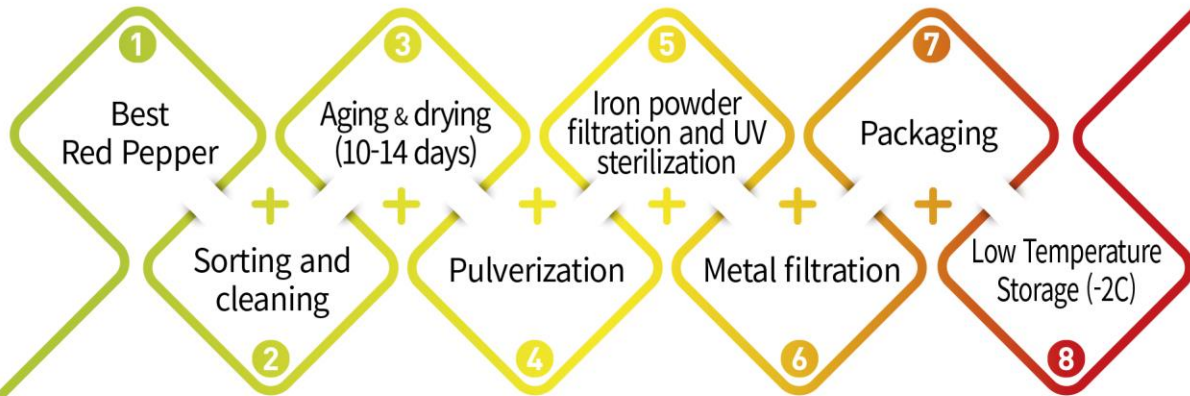 1
Best
Red Pepper
2
Sorting and
cleaning
3
Aging & drying
(10-14 days)
4
Pulverization
5
Iron powder
filtration and UV
sterilization
6
Metal filtration
7
Packaging
8
Low Temperature
Storage (-2C)